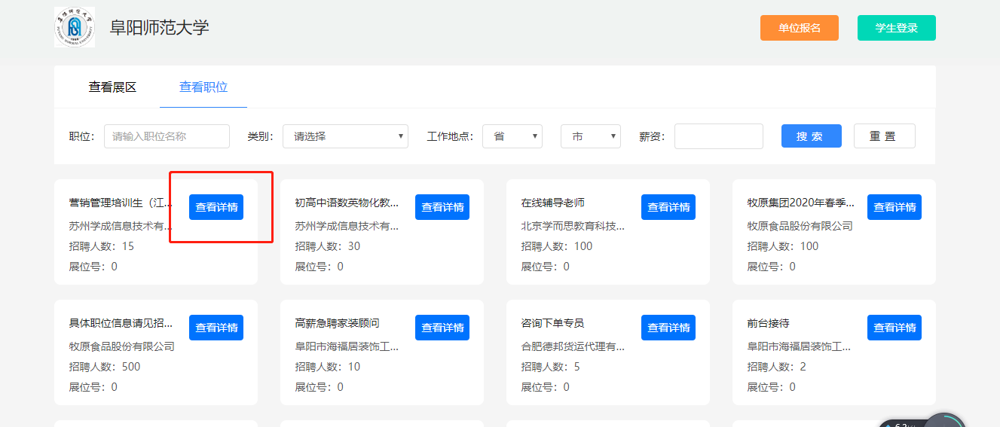 阜阳师范大学
单位报名
学生登录
查看展区
查看职位
职位： 请输入职位名称 类别： 请选择 工作地点： 省 市 薪资： 搜 索 重 置
营销管理培训生（江... 查看详情
苏州学成信息技术有...
招聘人数：15
展位号：0
初高中语数英物化教... 查看详情
苏州学成信息技术有...
招聘人数：30
展位号：0
在线辅导老师 查看详情
北京学而思教育科技...
招聘人数：100
展位号：0
牧原集团2020年春季... 查看详情
牧原食品股份有限公司
招聘人数：100
展位号：0
具体职位信息请见招... 查看详情
牧原食品股份有限公司
招聘人数：500
展位号：0
高薪急聘家装顾问 查看详情
阜阳市海福居装饰工...
招聘人数：10
展位号：0
咨询下单专员 查看详情
合肥德邦货运代理有...
招聘人数：5
展位号：0
前台接待 查看详情
阜阳市海福居装饰工...
招聘人数：2
展位号：0